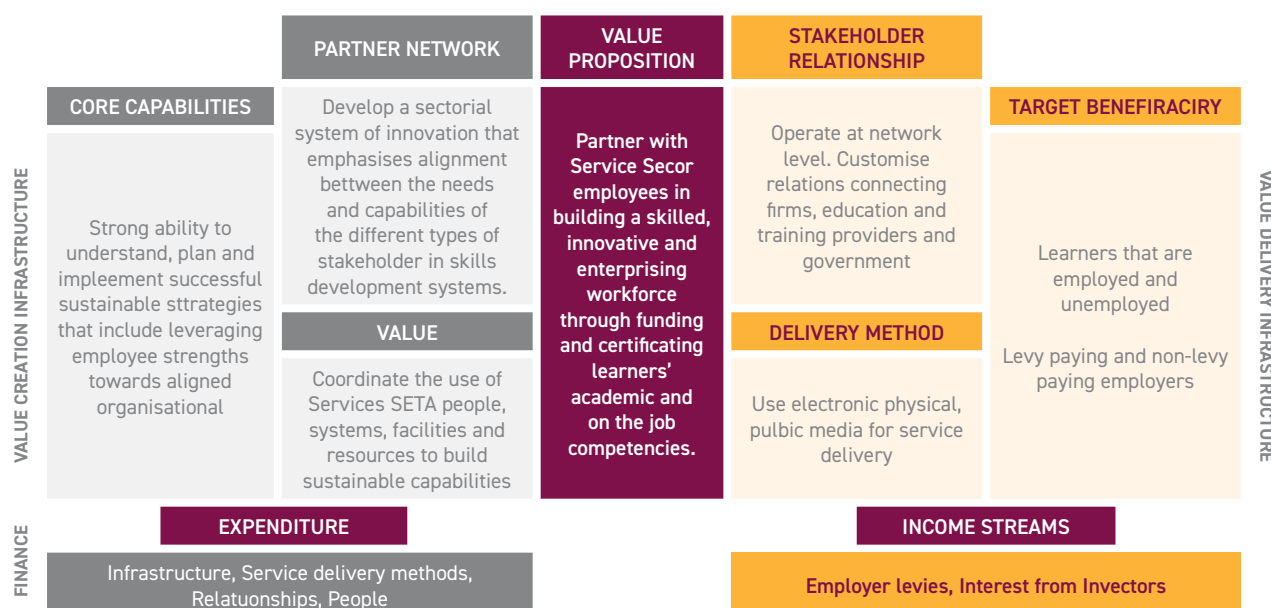 PARTNER NETWORK
VALUE
PROPOSITION
STAKEHOLDER
RELATIONSHIP
CORE CAPABILITIES
TARGET BENEFIRACIRY
VALUE CREATION INFRASTRUCTURE
Strong ability to
understand, plan and
impleement successful
sustainable sttrategies
that include leveraging
employee strengths
towards aligned
organisational
Develop a sectorial
system of innovation that
emphasises alignment
bettween the needs
and capabilities of
the different types of
stakeholder in skills
development systems.
VALUE
Coordinate the use of
Services SETA people,
systems, facilities and
resources to build
sustainable capabilities
Partner with
Service Secor
employees in
building a skilled,
innovative and
enterprising
workforce
through funding
and certificating
learners’
academic and
on the job
competencies.
Operate at network
level. Customise
relations connecting
firms, education and
training providers and
government
DELIVERY METHOD
Use electronic physical,
pulbic media for service
delivery
Learners that are
employed and
unemployed
Levy paying and non-levy
paying employers
VALUE DELIVERY INFRASTRUCTURE
FINANCE
EXPENDITURE
Infrastructure, Service delivery methods,
Relatuonships, People
INCOME STREAMS
Employer levies, Interest from Invectors